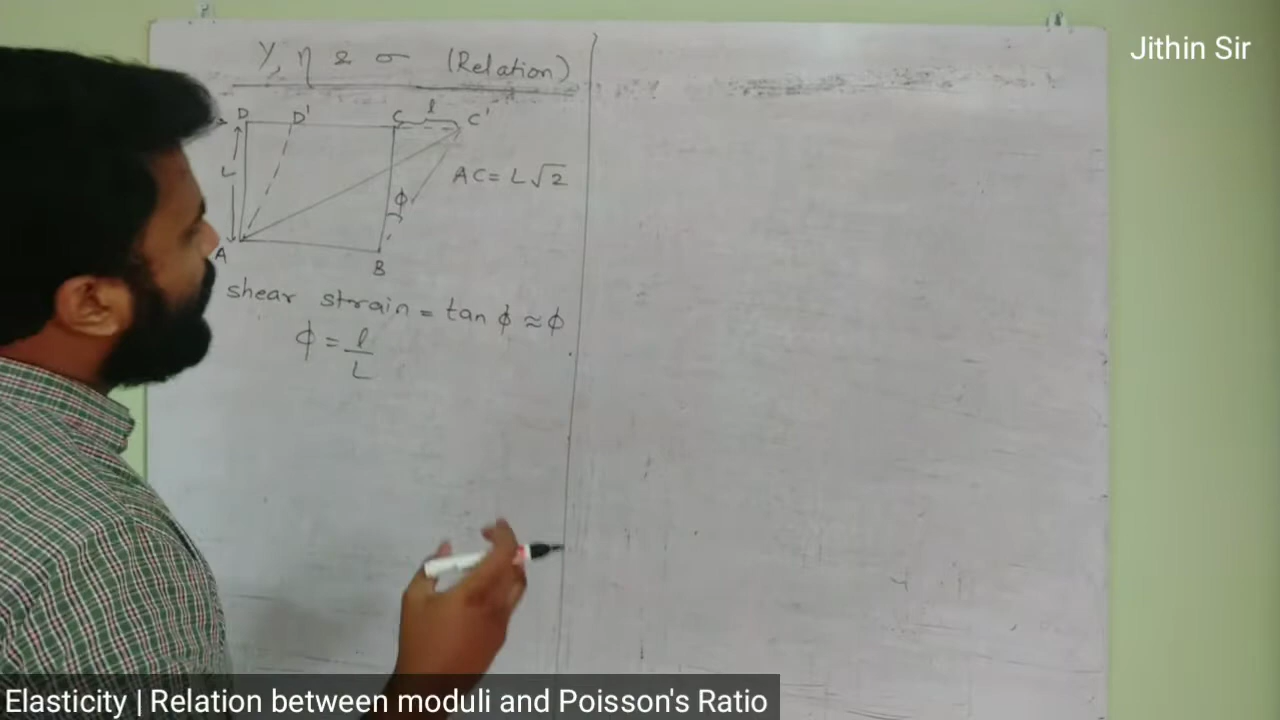 Jithin Sir
Y, η & σ (Relation)
D D' C l C'
L
AC = L√2
ϕ
A
B
shear strain = tan ϕ ≈ ϕ
ϕ = l/L
Elasticity | Relation between moduli and Poisson's Ratio